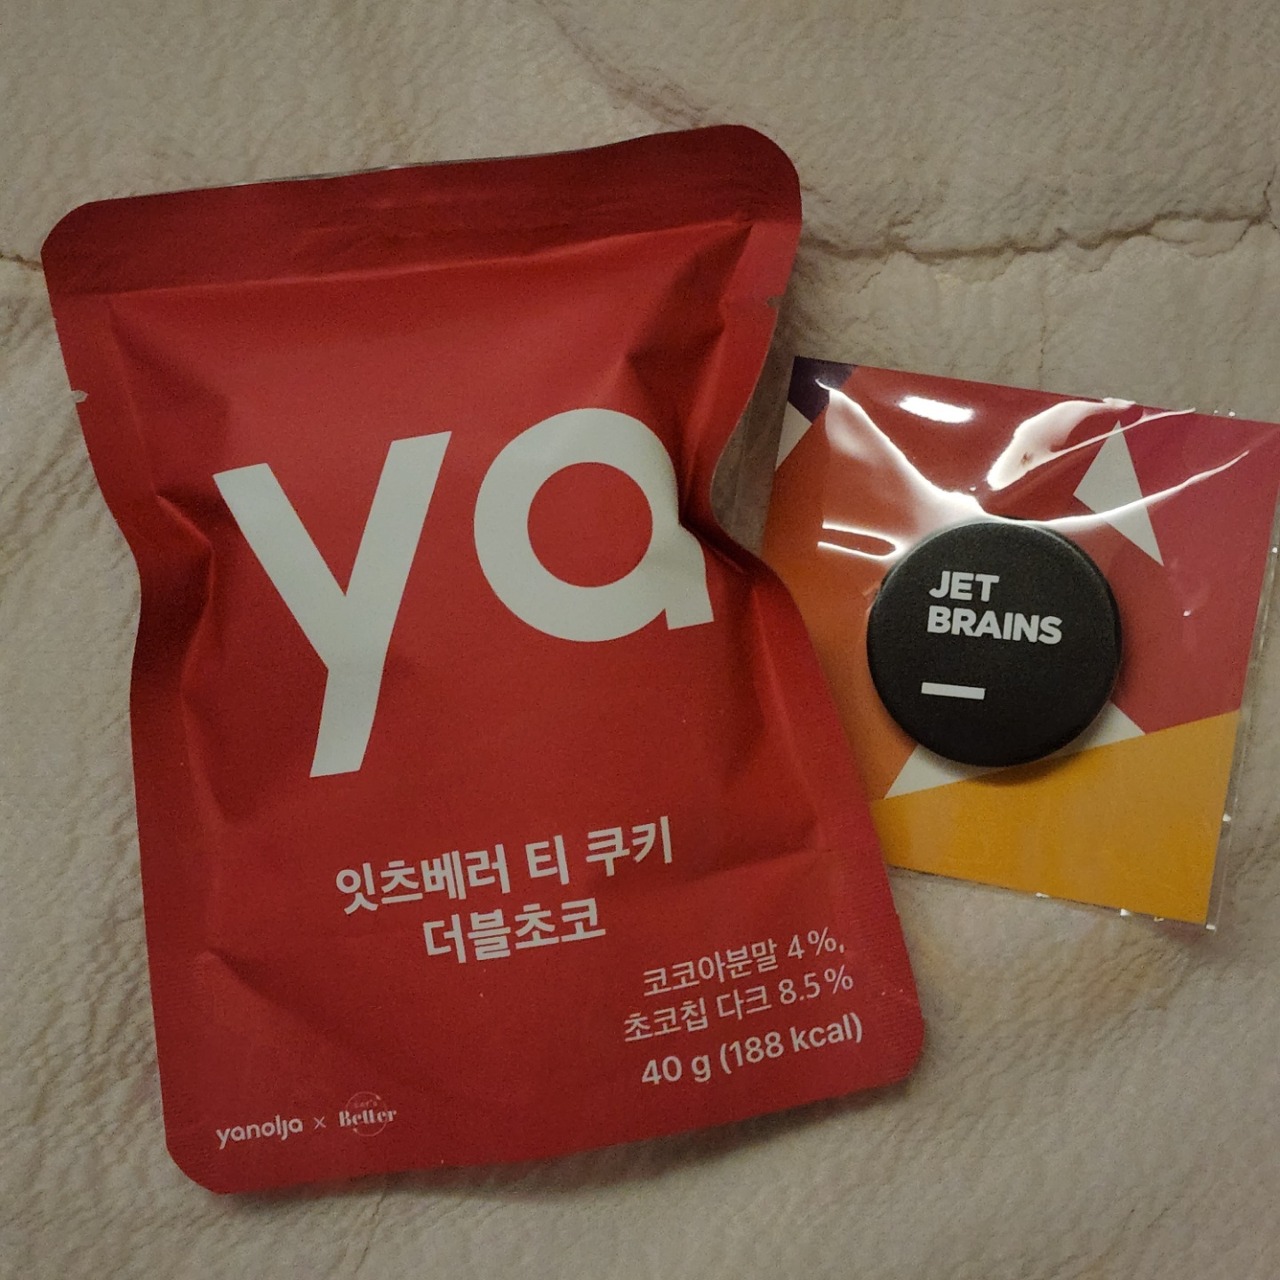 ya
잇츠베러 티 쿠키
더블초코
코코아분말 4%,
초코칩 다크 8.5%
40 g (188 kcal)
yanolja x
Better
JET
BRAINS